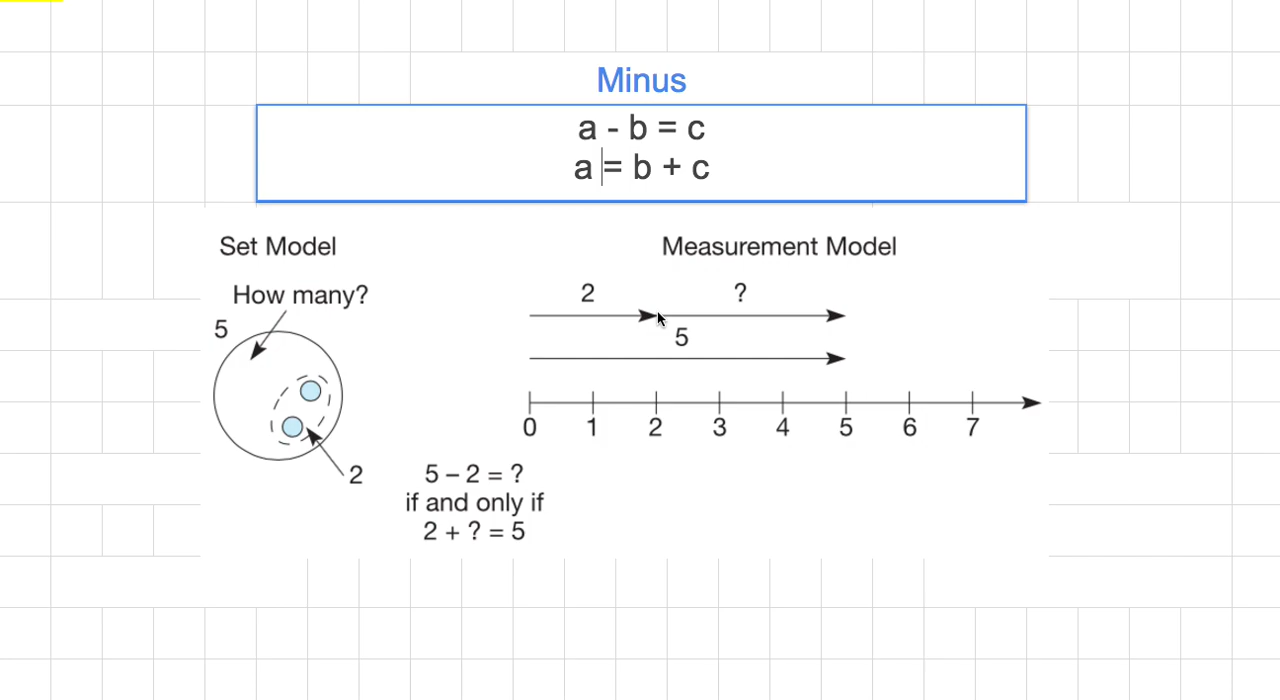 Minus
a - b = c
a = b + c
Set Model
How many?
5
2
Measurement Model
2
?
5
0 1 2 3 4 5 6 7
5 – 2 = ?
if and only if
2 + ? = 5